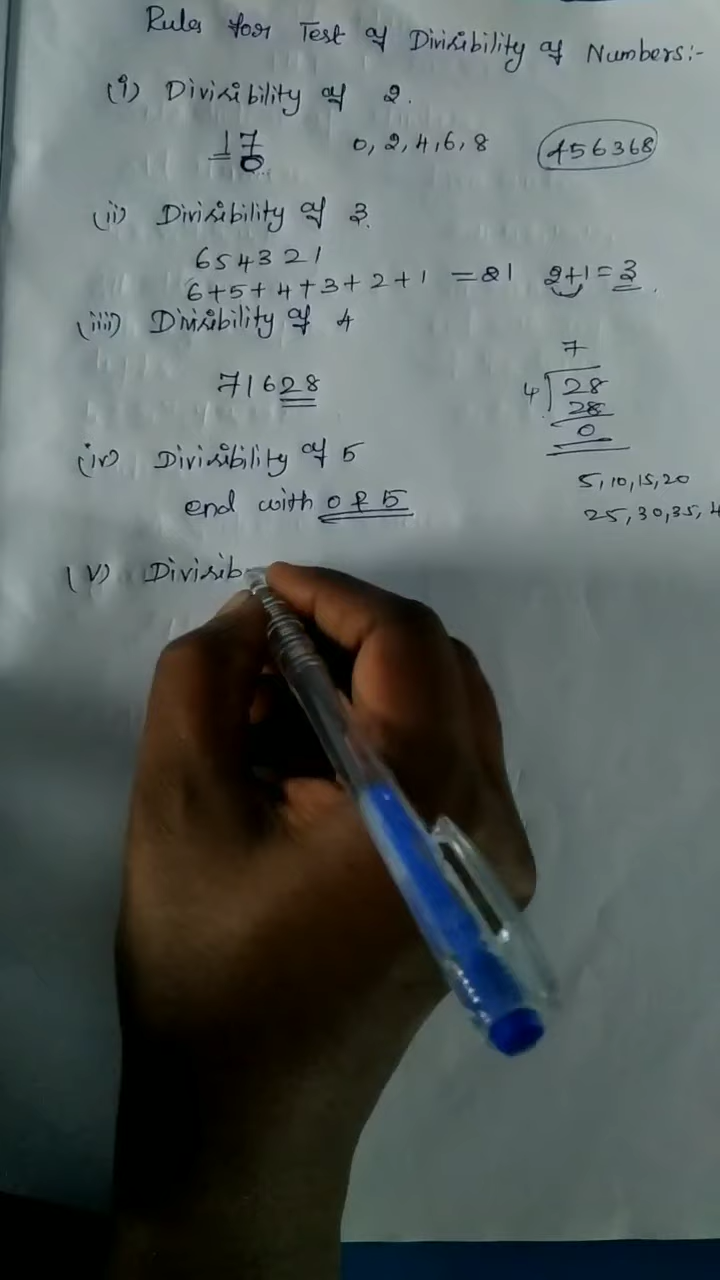 Rules for Test of Divisibility of Numbers:-
(i) Divisibility of 2.
17 0, 2, 4, 6, 8 456368
0
(ii) Divisibility of 3
654321
6+5+4+3+2+1 = 21 2+1 = 3
(iii) Divisibility of 4
7
71628 4 28
28
0
(iv) Divisibility of 5
5, 10, 15, 20
end with 0 & 5 25, 30, 35, 4
(v) Divisib